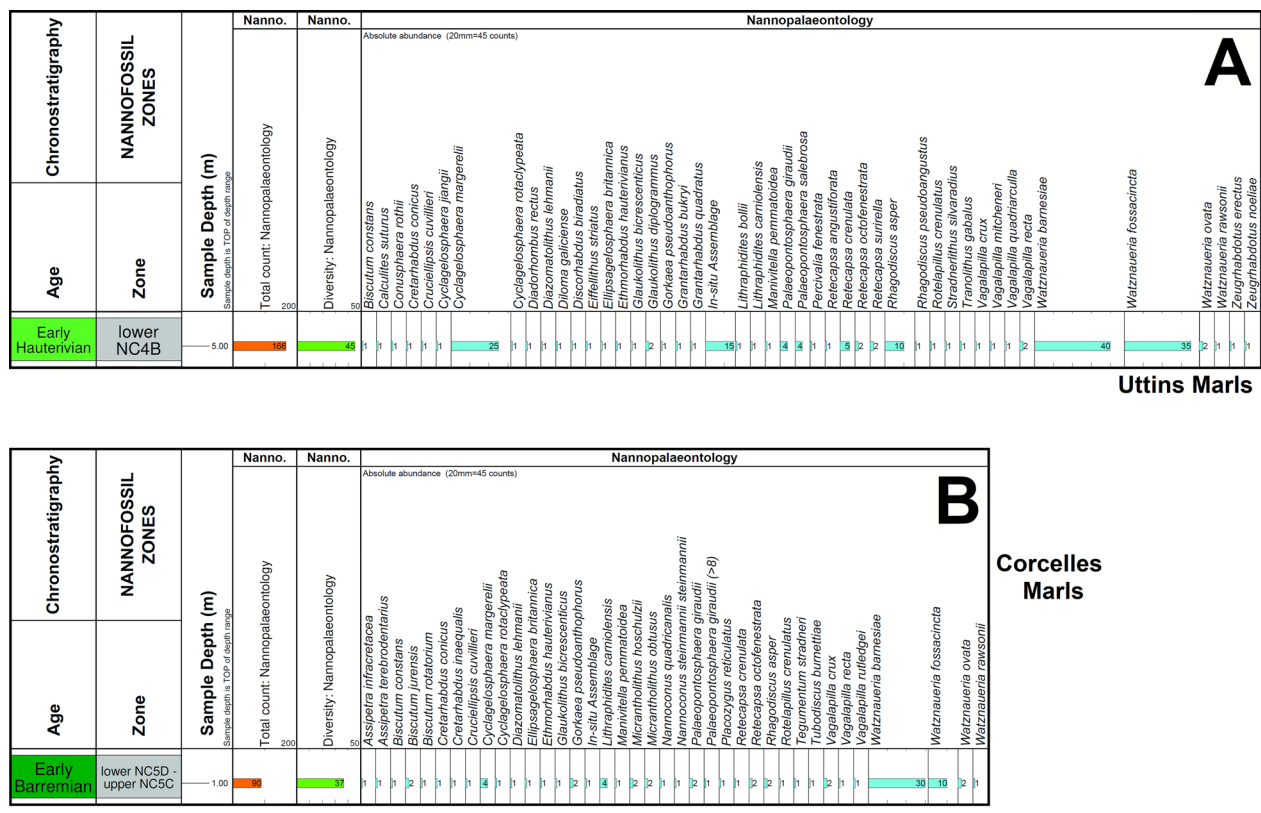 Nanno.
Nanno.
Nannopalaeontology
Chronostratigraphy
NANNOFOSSIL
ZONES
Sample Depth (m)
Sample depth is TOP of depth range
Total count: Nannopalaeontology
200
Diversity: Nannopalaeontology
50
Absolute abundance (20mm=45 counts)
A
Age
Zone
Biscutum constans
Calculites suturus
Conusphaera rothii
Cretarhabdus conicus
Cruciellipsis cuvillieri
Cyclagelosphaera jiangii
Cyclagelosphaera margerelii
Cyclagelosphaera rotaclypeata
Diadorhombus rectus
Diazomatolithus lehmanii
Diloma galiciense
Discorhabdus biradiatus
Eiffellithus striatus
Ellipsagelosphaera britannica
Ethmorhabdus hauterivianus
Glaukolithus bicrescenticus
Glaukolithus diplogrammus
Gorkaea pseudoanthophorus
Grantarhabdus bukryi
Grantarhabdus quadratus
In-situ Assemblage
Lithraphidites bollii
Lithraphidites carniolensis
Manivitella pemmatoidea
Palaeopontosphaera giraudii
Palaeopontosphaera salebrosa
Percivalia fenestrata
Retecapsa angustiforata
Retecapsa crenulata
Retecapsa octofenestrata
Retecapsa surirella
Rhagodiscus asper
Rhagodiscus pseudoangustus
Rotelapillus crenulatus
Stradnerlithus silvaradius
Tranolithus gabalus
Vagalapilla crux
Vagalapilla mitcheneri
Vagalapilla quadriarculla
Vagalapilla recta
Watznaueria barnesiae
Watznaueria fossacincta
Watznaueria ovata
Watznaueria rawsonii
Zeugrhabdotus erectus
Zeugrhabdotus noeliae
Early
Hauterivian
lower
NC4B
5.00
166
45
1 1 1 1 1 1 25 1 1 1 1 1 1 1 1 1 2 1 1 1 15 1 1 1 4 4 1 1 5 2 2 10 1 1 1 1 1 1 1 2 40 35 2 1 1 1
Uttins Marls
Nanno.
Nanno.
Nannopalaeontology
Chronostratigraphy
NANNOFOSSIL
ZONES
Sample Depth (m)
Sample depth is TOP of depth range
Total count: Nannopalaeontology
200
Diversity: Nannopalaeontology
50
Absolute abundance (20mm=45 counts)
B
Corcelles
Marls
Age
Zone
Assipetra infracretacea
Assipetra terebrodentarius
Biscutum constans
Biscutum jurensis
Biscutum rotatorium
Cretarhabdus conicus
Cretarhabdus inaequalis
Cruciellipsis cuvillieri
Cyclagelosphaera margerelii
Cyclagelosphaera rotaclypeata
Diazomatolithus lehmanii
Ellipsagelosphaera britannica
Ethmorhabdus hauterivianus
Glaukolithus bicrescenticus
Gorkaea pseudoanthophorus
In-situ Assemblage
Lithraphidites carniolensis
Manivitella pemmatoidea
Micrantholithus hoschulzii
Micrantholithus obtusus
Nannoconus quadricanalis
Nannoconus steinmannii steinmannii
Palaeopontosphaera giraudii
Palaeopontosphaera giraudii (>8)
Placozygus reticulatus
Retecapsa crenulata
Retecapsa octofenestrata
Rhagodiscus asper
Rotelapillus crenulatus
Tegumentum stradneri
Tubodiscus burnettiae
Vagalapilla crux
Vagalapilla recta
Vagalapilla rutledgei
Watznaueria barnesiae
Watznaueria fossacincta
Watznaueria ovata
Watznaueria rawsonii
Early
Barremian
lower NC5D -
upper NC5C
1.00
90
37
1 1 1 2 1 1 1 1 4 1 1 1 1 1 2 1 4 1 2 2 1 1 2 1 1 1 2 2 1 1 1 2 1 1 30 10 2 1